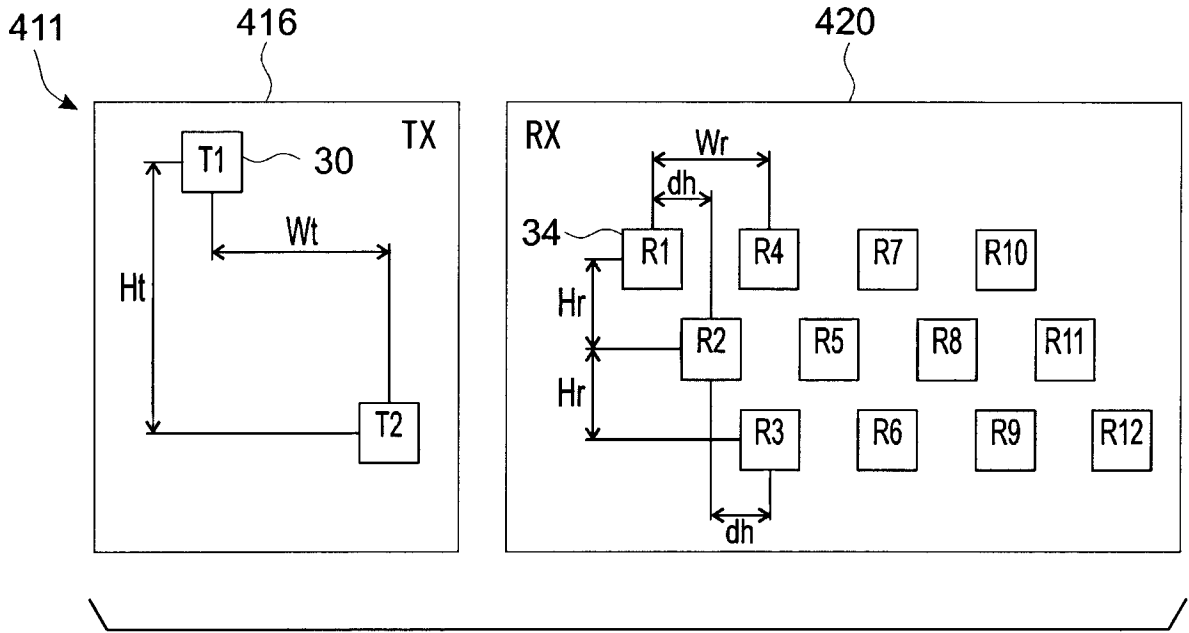 411
416
420
TX
RX
T1
30
Wr
dh
Wt
34
R1
R4
R7
R10
Ht
Hr
R2
R5
R8
R11
Hr
T2
R3
R6
R9
R12
dh